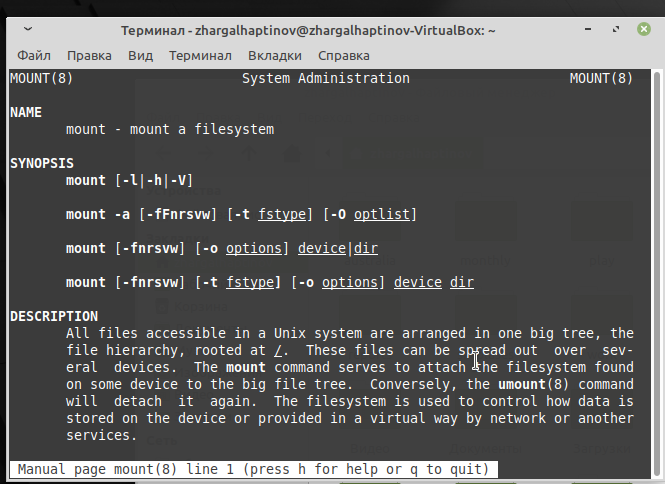 Терминал - zhargalhaptinov@zhargalhaptinov-VirtualBox: ~
Файл Правка Вид Терминал Вкладки Справка
MOUNT(8) System Administration MOUNT(8)
NAME
mount - mount a filesystem
SYNOPSIS
mount [-l|-h|-V]
mount -a [-fFnrsvw] [-t fstype] [-O optlist]
mount [-fnrsvw] [-o options] device|dir
mount [-fnrsvw] [-t fstype] [-o options] device dir
DESCRIPTION
All files accessible in a Unix system are arranged in one big tree, the
file hierarchy, rooted at /. These files can be spread out over sev-
eral devices. The mount command serves to attach the filesystem found
on some device to the big file tree. Conversely, the umount(8) command
will detach it again. The filesystem is used to control how data is
stored on the device or provided in a virtual way by network or another
services.
Manual page mount(8) line 1 (press h for help or q to quit)